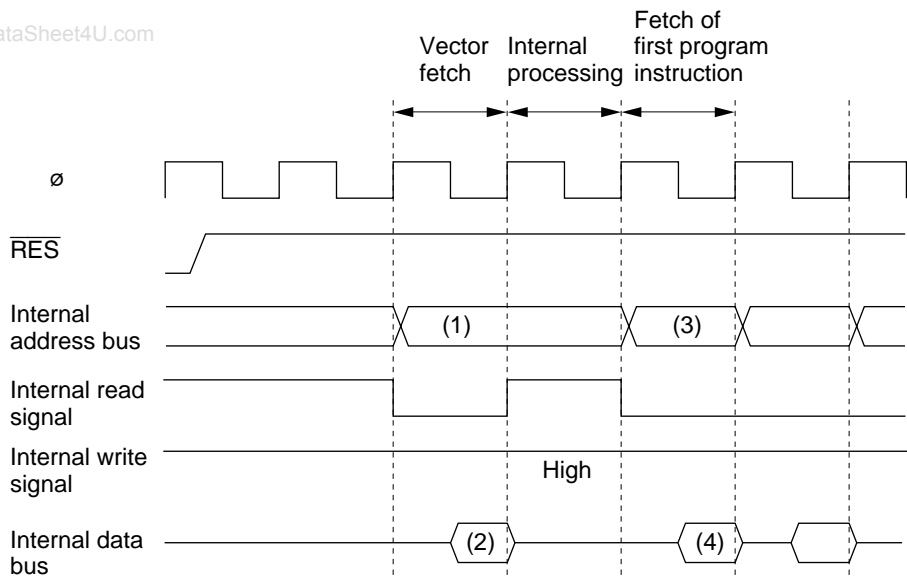 ataSheet4U.com
Vector
fetch
Internal
processing
Fetch of
first program
instruction
ø
RES
Internal
address bus
(1)
(3)
Internal read
signal
Internal write
signal
High
Internal data
bus
(2)
(4)